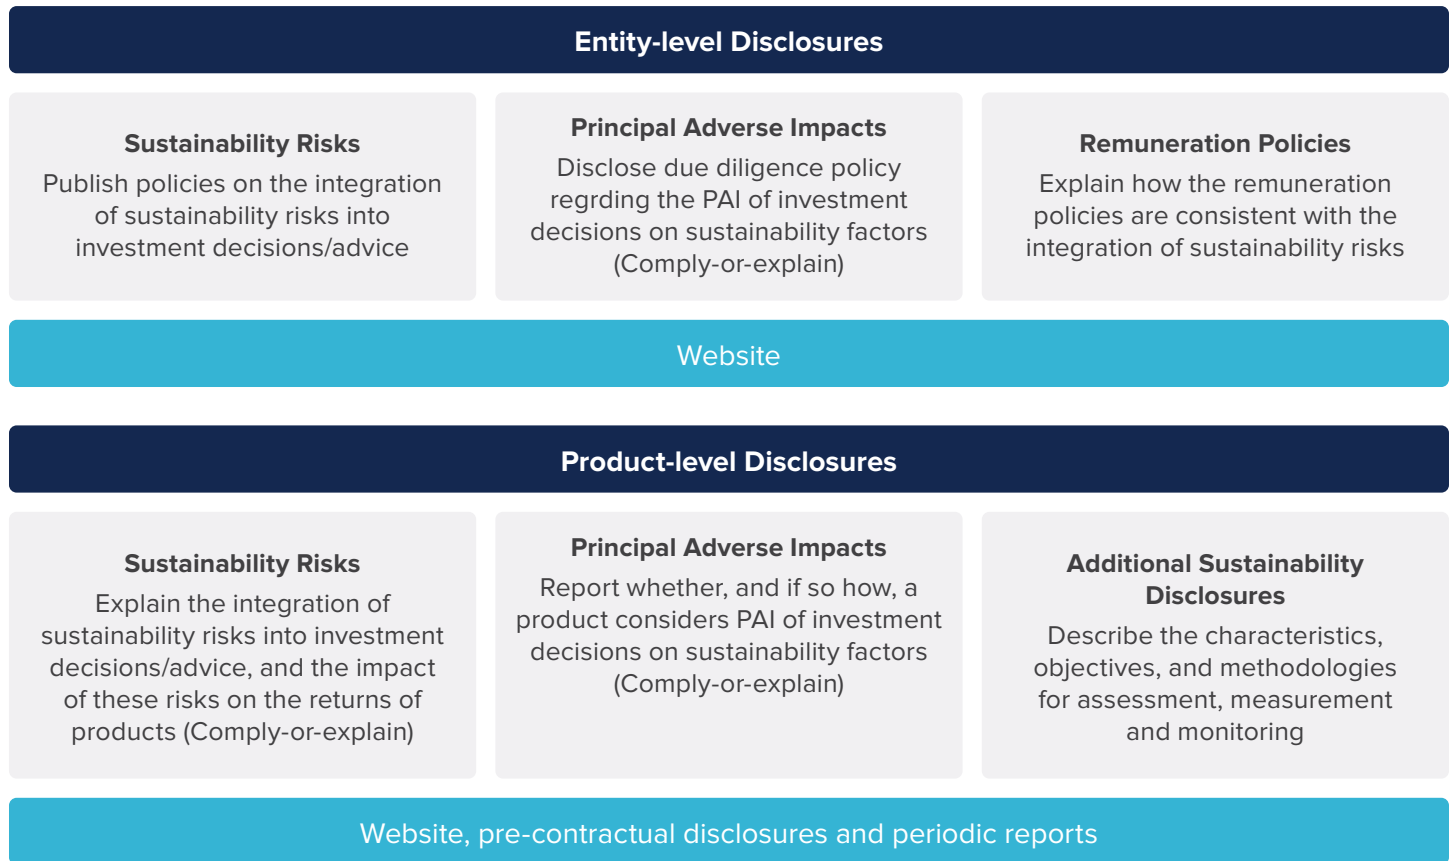 Entity-level Disclosures
Sustainability Risks
Publish policies on the integration
of sustainability risks into
investment decisions/advice
Principal Adverse Impacts
Disclose due diligence policy
regrding the PAI of investment
decisions on sustainability factors
(Comply-or-explain)
Remuneration Policies
Explain how the remuneration
policies are consistent with the
integration of sustainability risks
Website
Product-level Disclosures
Sustainability Risks
Explain the integration of
sustainability risks into investment
decisions/advice, and the impact
of these risks on the returns of
products (Comply-or-explain)
Principal Adverse Impacts
Report whether, and if so how, a
product considers PAI of investment
decisions on sustainability factors
(Comply-or-explain)
Additional Sustainability
Disclosures
Describe the characteristics,
objectives, and methodologies
for assessment, measurement
and monitoring
Website, pre-contractual disclosures and periodic reports